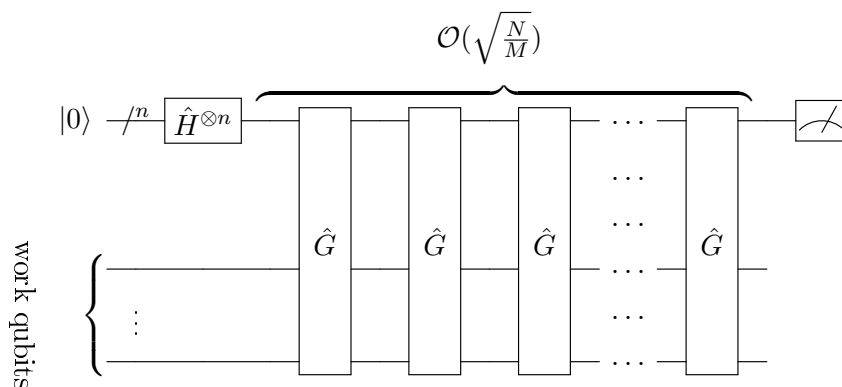 𝒪(√(N/M))
|0⟩ n Ĥ⊗n · · ·
· · ·
· · ·
Ĝ Ĝ Ĝ Ĝ
· · ·
⋮ · · ·
· · ·
work qubits